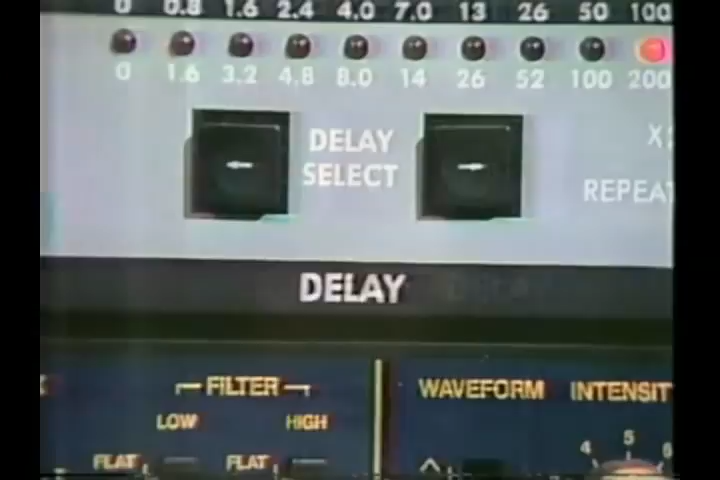 0 0.8 1.6 2.4 4.0 7.0 13 26 50 100
0 1.6 3.2 4.8 8.0 14 26 52 100 200
DELAY
SELECT
REPEAT
DELAY
FILTER WAVEFORM INTENSIT
LOW HIGH
FLAT FLAT
4 5 6